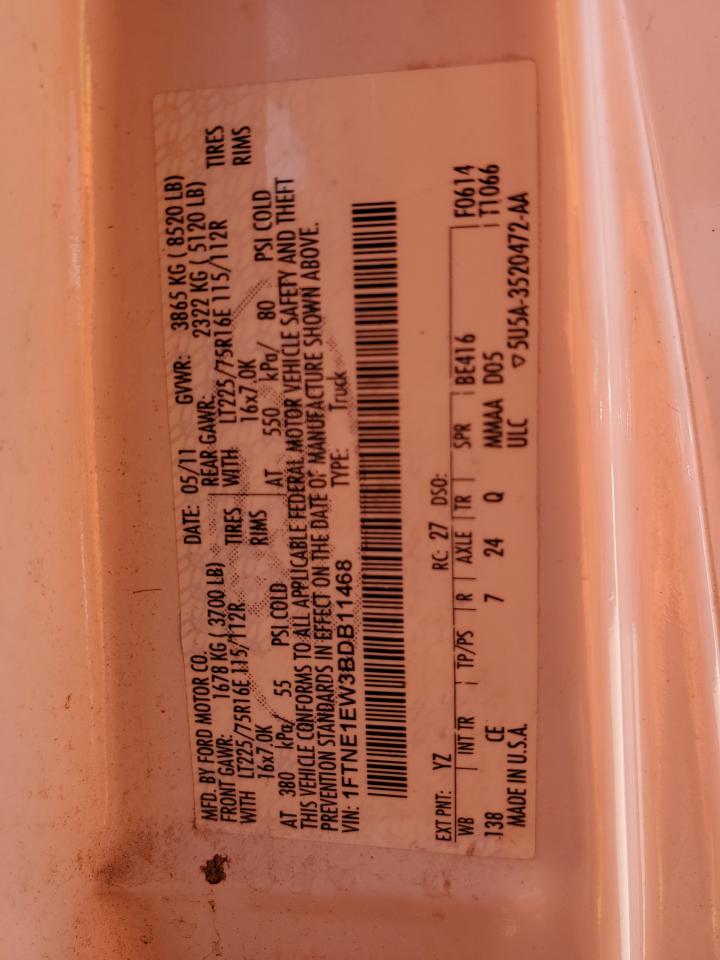 MFD. BY FORD MOTOR CO. DATE: 05/11 GVWR: 3865 KG ( 8520 LB)
FRONT GAWR: 1678 KG ( 3700 LB) REAR GAWR: 2322 KG ( 5120 LB)
WITH LT225/75R16E 115/112R TIRES WITH LT225/75R16E 115/112R TIRES
16x7.0K RIMS 16x7.0K RIMS
AT 380 kPa/ 55 PSI COLD AT 550 kPa/ 80 PSI COLD
THIS VEHICLE CONFORMS TO ALL APPLICABLE FEDERAL MOTOR VEHICLE SAFETY AND THEFT
PREVENTION STANDARDS IN EFFECT ON THE DATE OF MANUFACTURE SHOWN ABOVE.
VIN: 1FTNE1EW3BDB11468 TYPE: Truck
EXT PNT: YZ RC: 27 DSO:
WB INT TR TP/PS R AXLE TR SPR BE416 F0614
138 CE 7 24 Q MMAA D05 T1066
MADE IN U.S.A. ULC ▽5U5A-3520472-AA